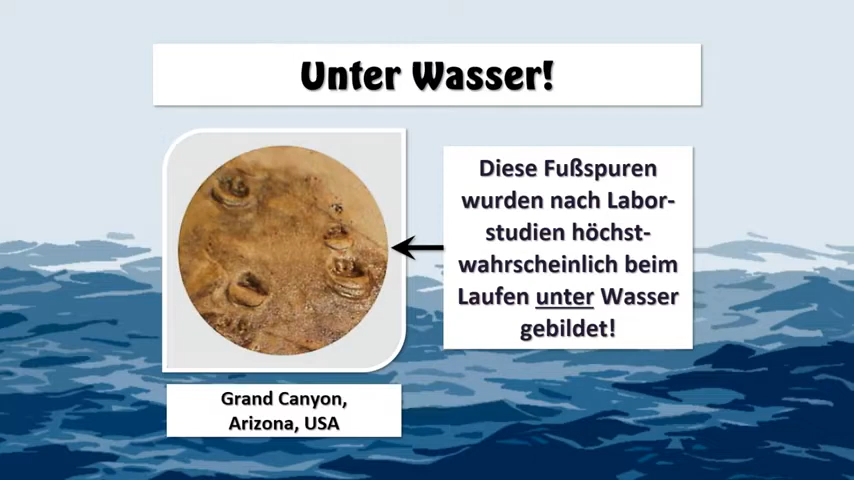 Unter Wasser!
Diese Fußspuren
wurden nach Labor-
studien höchst-
wahrscheinlich beim
Laufen unter Wasser
gebildet!
Grand Canyon,
Arizona, USA